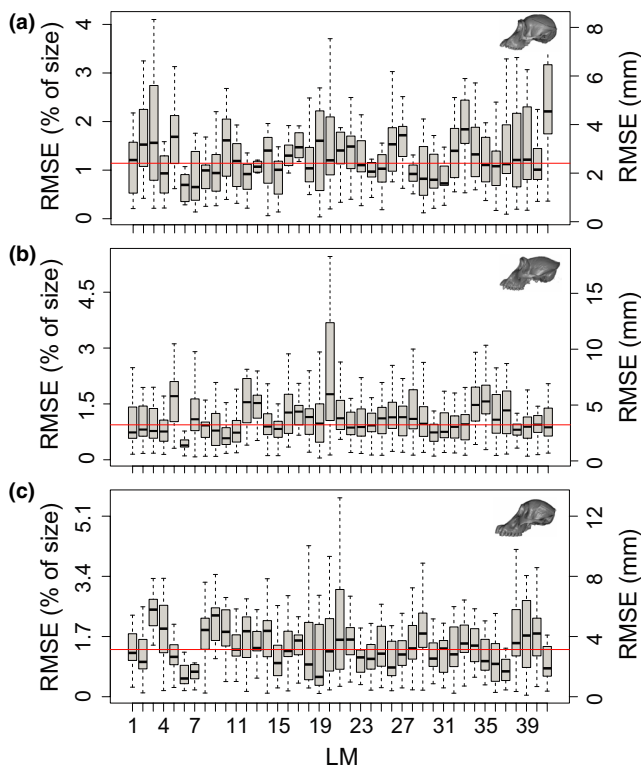 (a)
RMSE (% of size)
0 1 2 3 4
RMSE (mm)
0 2 4 6 8
(b)
RMSE (% of size)
0 1.5 3 4.5
RMSE (mm)
0 5 10 15
(c)
RMSE (% of size)
0 1.7 3.4 5.1
RMSE (mm)
0 4 8 12
1 4 7 11 15 19 23 27 31 35 39
LM